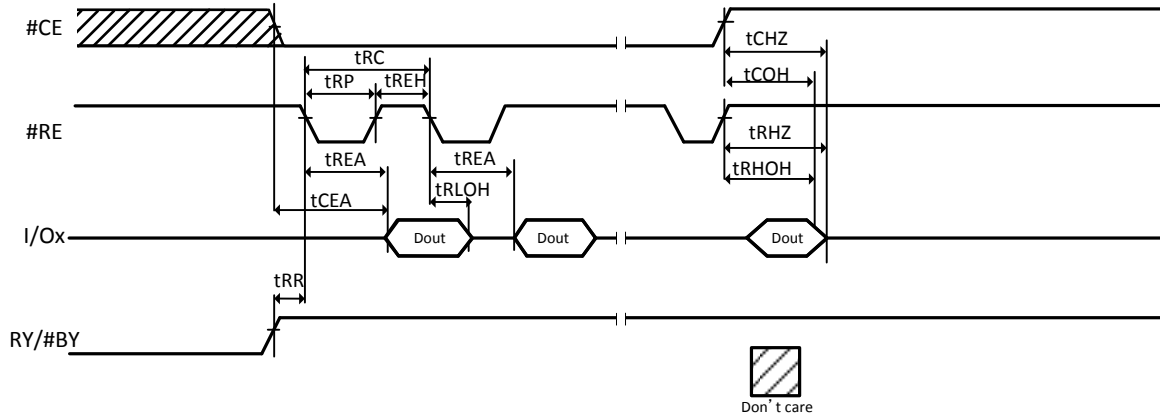 #CE
tCHZ
tRC
tCOH
tRP
tREH
#RE
tRHZ
tREA
tREA
tRHOH
tRLOH
tCEA
I/Ox
Dout
Dout
Dout
tRR
RY/#BY
Don't care